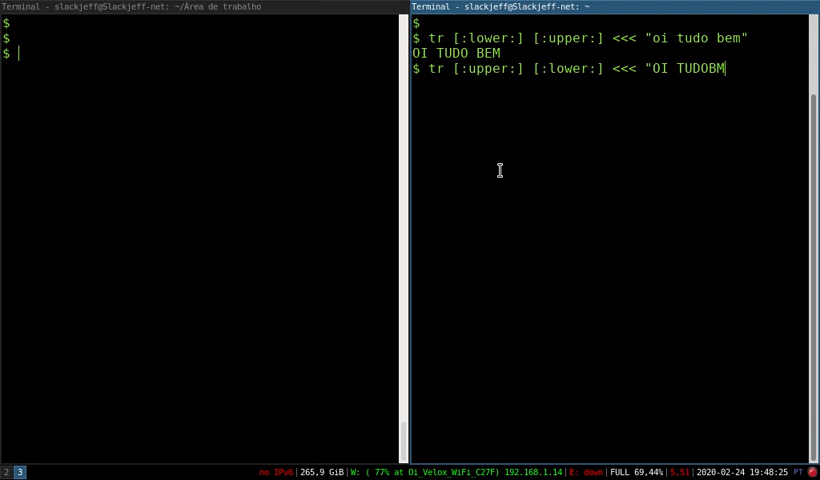 Terminal - slackjeff@Slackjeff-net: ~/Área de trabalho
$
$
$
Terminal - slackjeff@Slackjeff-net: ~
$
$ tr [:lower:] [:upper:] <<< "oi tudo bem"
OI TUDO BEM
$ tr [:upper:] [:lower:] <<< "OI TUDOBM
2 3 no IPv6|265,9 GiB|W: ( 77% at Oi_Velox_WiFi_C27F) 192.168.1.14|E: down|FULL 69,44%|5.51|2020-02-24 19:48:25 PT